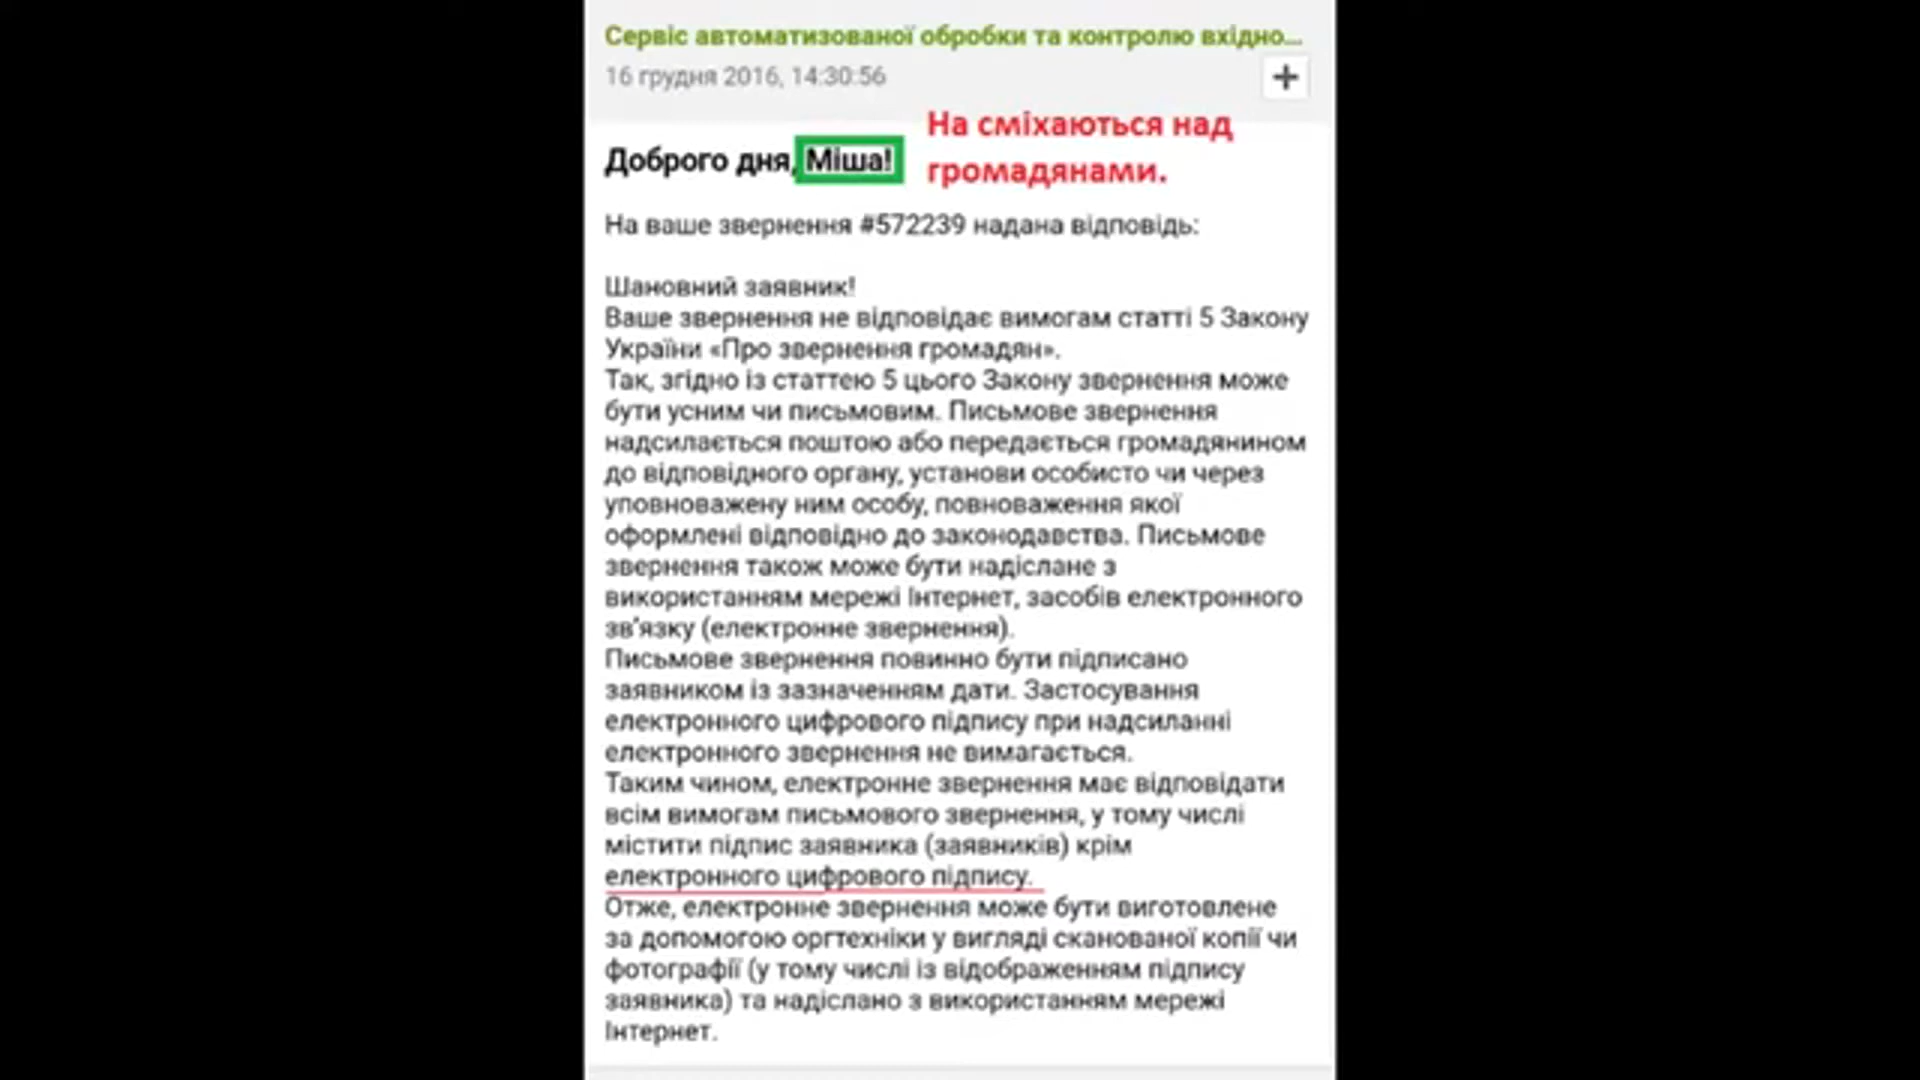 Сервіс автоматизованої обробки та контролю вхідно...
16 грудня 2016, 14:30:56
+
На сміхаються над
громадянами.
Доброго дня, Міша!
На ваше звернення #572239 надана відповідь:
Шановний заявник!
Ваше звернення не відповідає вимогам статті 5 Закону
України «Про звернення громадян».
Так, згідно із статтею 5 цього Закону звернення може
бути усним чи письмовим. Письмове звернення
надсилається поштою або передається громадянином
до відповідного органу, установи особисто чи через
уповноважену ним особу, повноваження якої
оформлені відповідно до законодавства. Письмове
звернення також може бути надіслане з
використанням мережі Інтернет, засобів електронного
зв'язку (електронне звернення).
Письмове звернення повинно бути підписано
заявником із зазначенням дати. Застосування
електронного цифрового підпису при надсиланні
електронного звернення не вимагається.
Таким чином, електронне звернення має відповідати
всім вимогам письмового звернення, у тому числі
містити підпис заявника (заявників) крім
електронного цифрового підпису.
Отже, електронне звернення може бути виготовлене
за допомогою оргтехніки у вигляді сканованої копії чи
фотографії (у тому числі із відображенням підпису
заявника) та надіслано з використанням мережі
Інтернет.